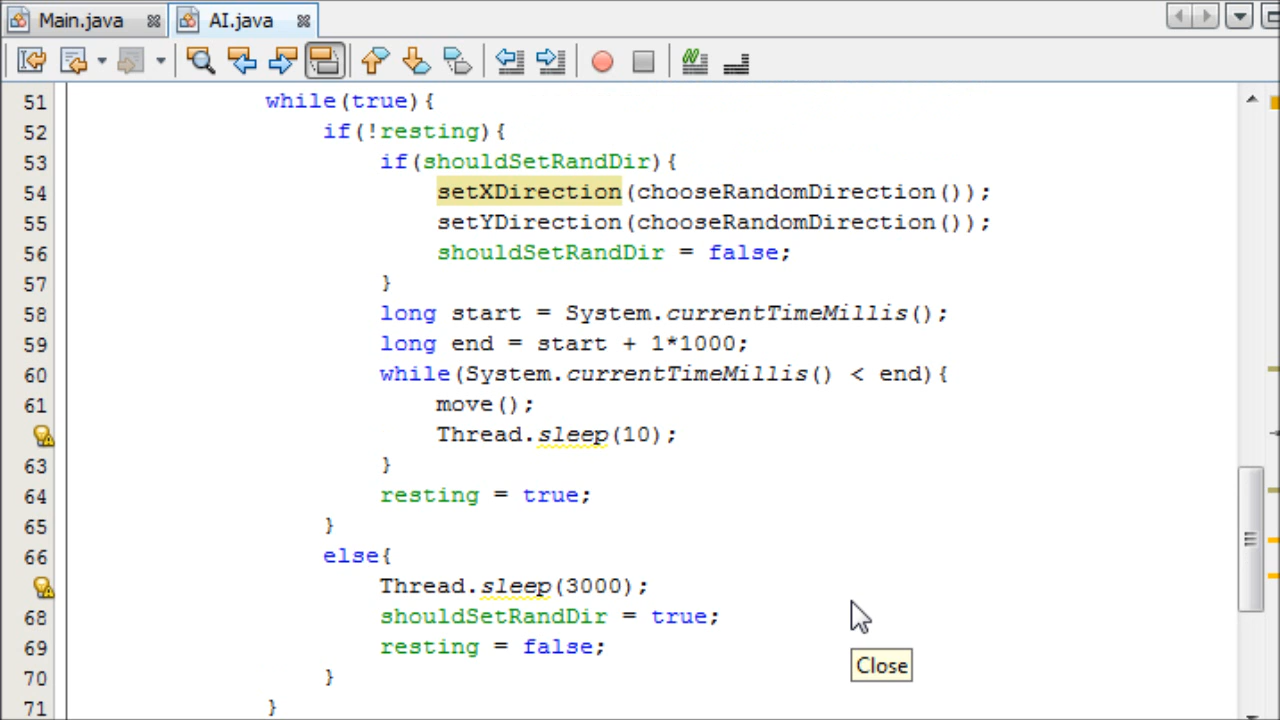 Main.java AI.java
51 while(true){
52 if(!resting){
53 if(shouldSetRandDir){
54 setXDirection(chooseRandomDirection());
55 setYDirection(chooseRandomDirection());
56 shouldSetRandDir = false;
57 }
58 long start = System.currentTimeMillis();
59 long end = start + 1*1000;
60 while(System.currentTimeMillis() < end){
61 move();
Thread.sleep(10);
63 }
64 resting = true;
65 }
66 else{
Thread.sleep(3000);
68 shouldSetRandDir = true;
69 resting = false;
Close
70 }
71 }